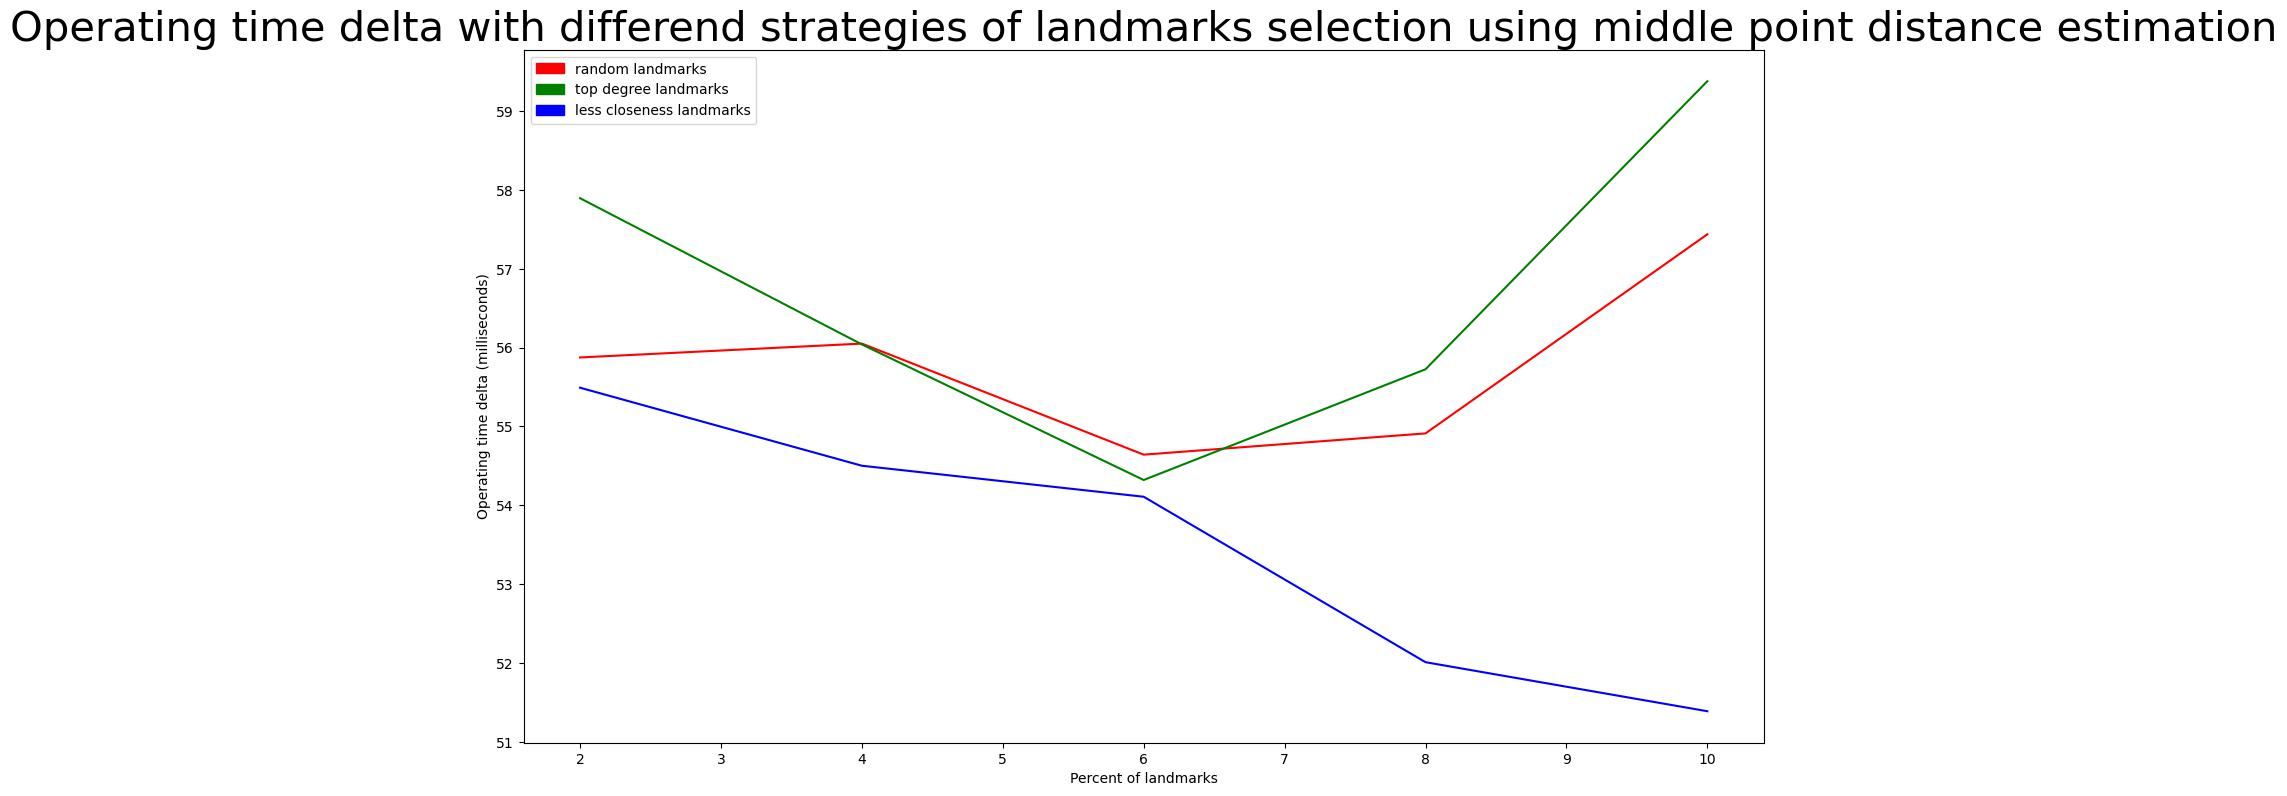 Operating time delta with differend strategies of landmarks selection using middle point distance estimation
random landmarks
top degree landmarks
less closeness landmarks
59
58
57
56
55
54
53
52
51
Operating time delta (milliseconds)
2 3 4 5 6 7 8 9 10
Percent of landmarks